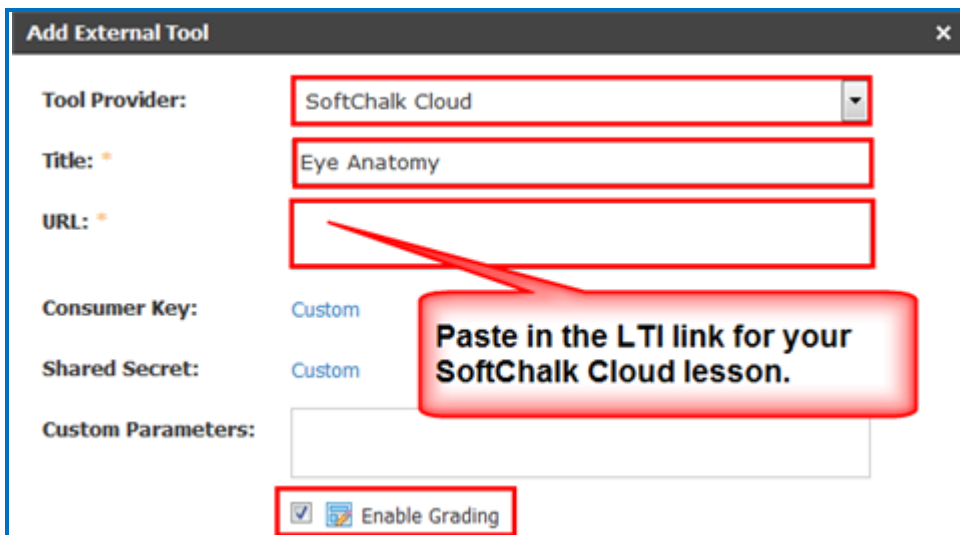 Add External Tool ×
Tool Provider: SoftChalk Cloud
Title: * Eye Anatomy
URL: *
Consumer Key: Custom
Paste in the LTI link for your
SoftChalk Cloud lesson.
Shared Secret: Custom
Custom Parameters:
Enable Grading